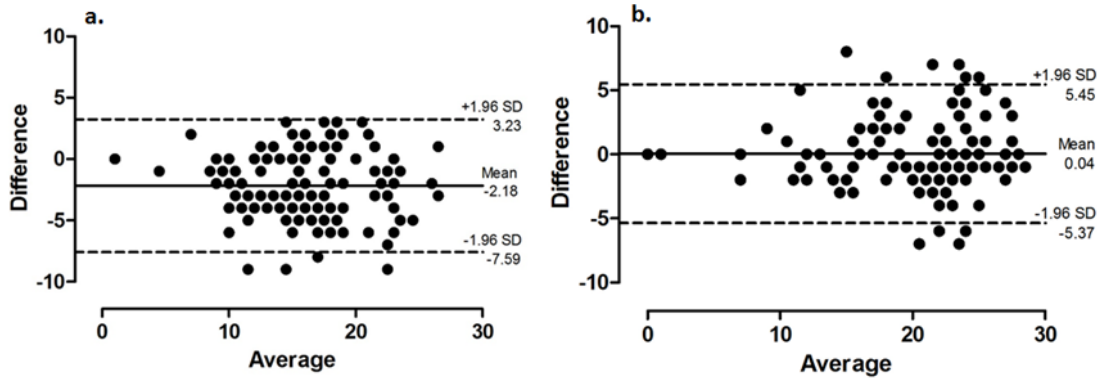 a.
Difference
10
5
0
-5
-10
+1.96 SD
3.23
Mean
-2.18
-1.96 SD
-7.59
0 10 20 30
Average
b.
Difference
10
5
0
-5
-10
+1.96 SD
5.45
Mean
0.04
-1.96 SD
-5.37
0 10 20 30
Average